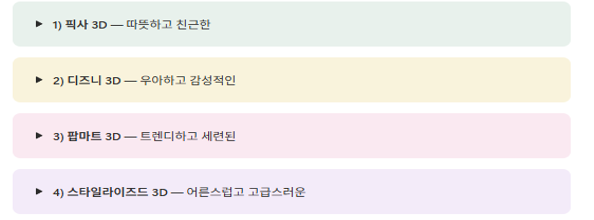 ▶ 1) 픽사 3D — 따뜻하고 친근한
▶ 2) 디즈니 3D — 우아하고 감성적인
▶ 3) 팝마트 3D — 트렌디하고 세련된
▶ 4) 스타일라이즈드 3D — 어른스럽고 고급스러운